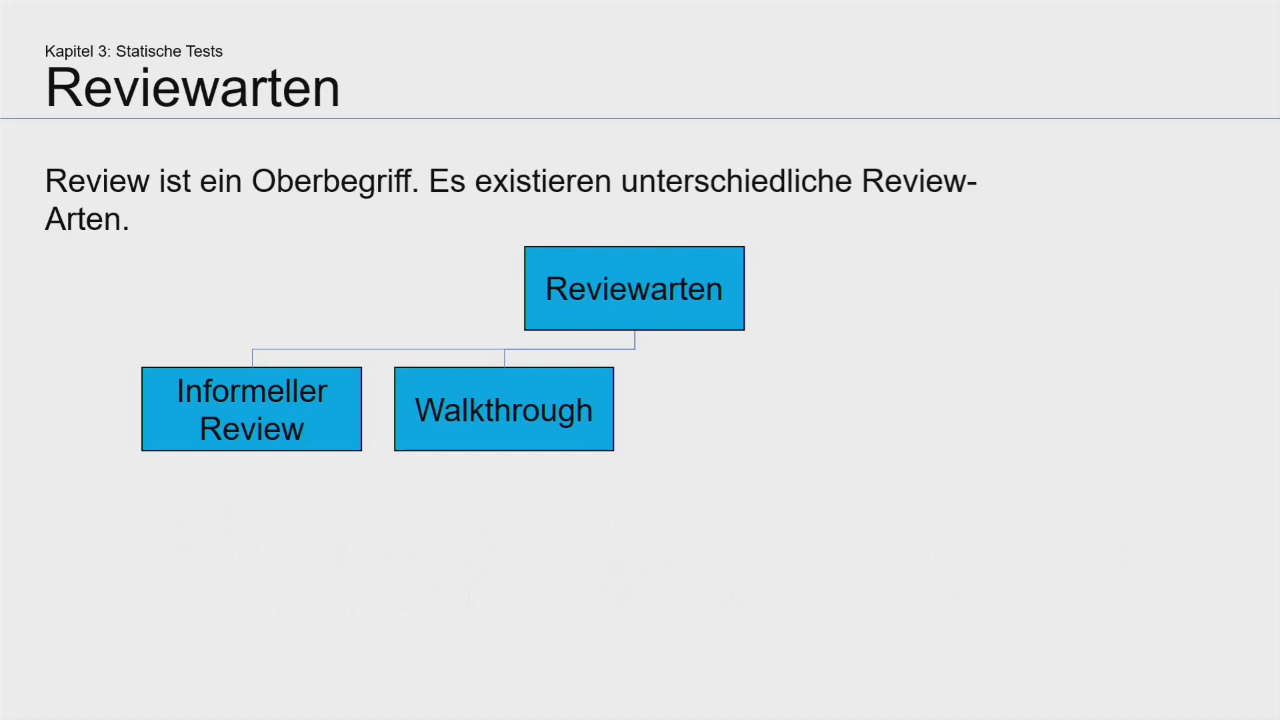 Kapitel 3: Statische Tests
Reviewarten
Review ist ein Oberbegriff. Es existieren unterschiedliche Review-
Arten.
Reviewarten
Informeller
Review
Walkthrough